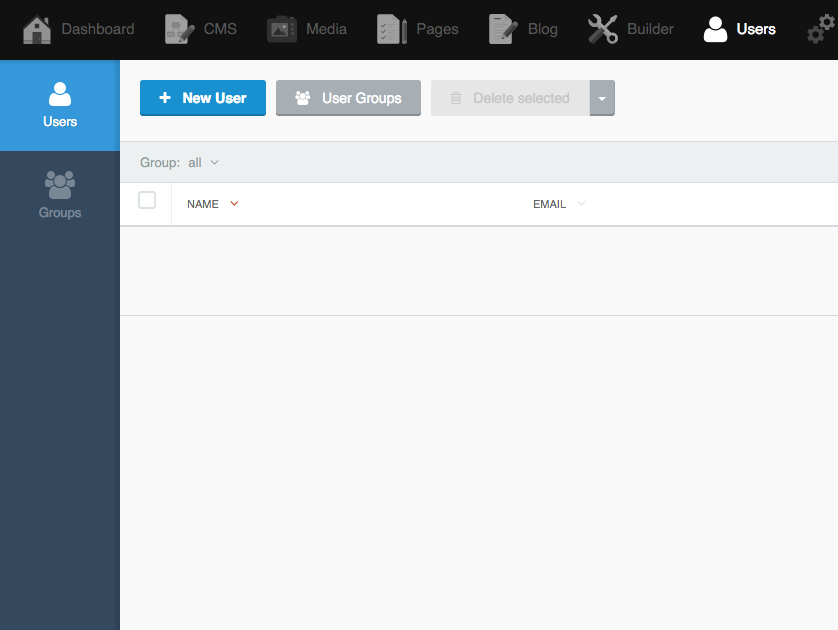 Dashboard CMS Media Pages Blog Builder Users
Users
Groups
New User User Groups Delete selected
Group: all
NAME EMAIL